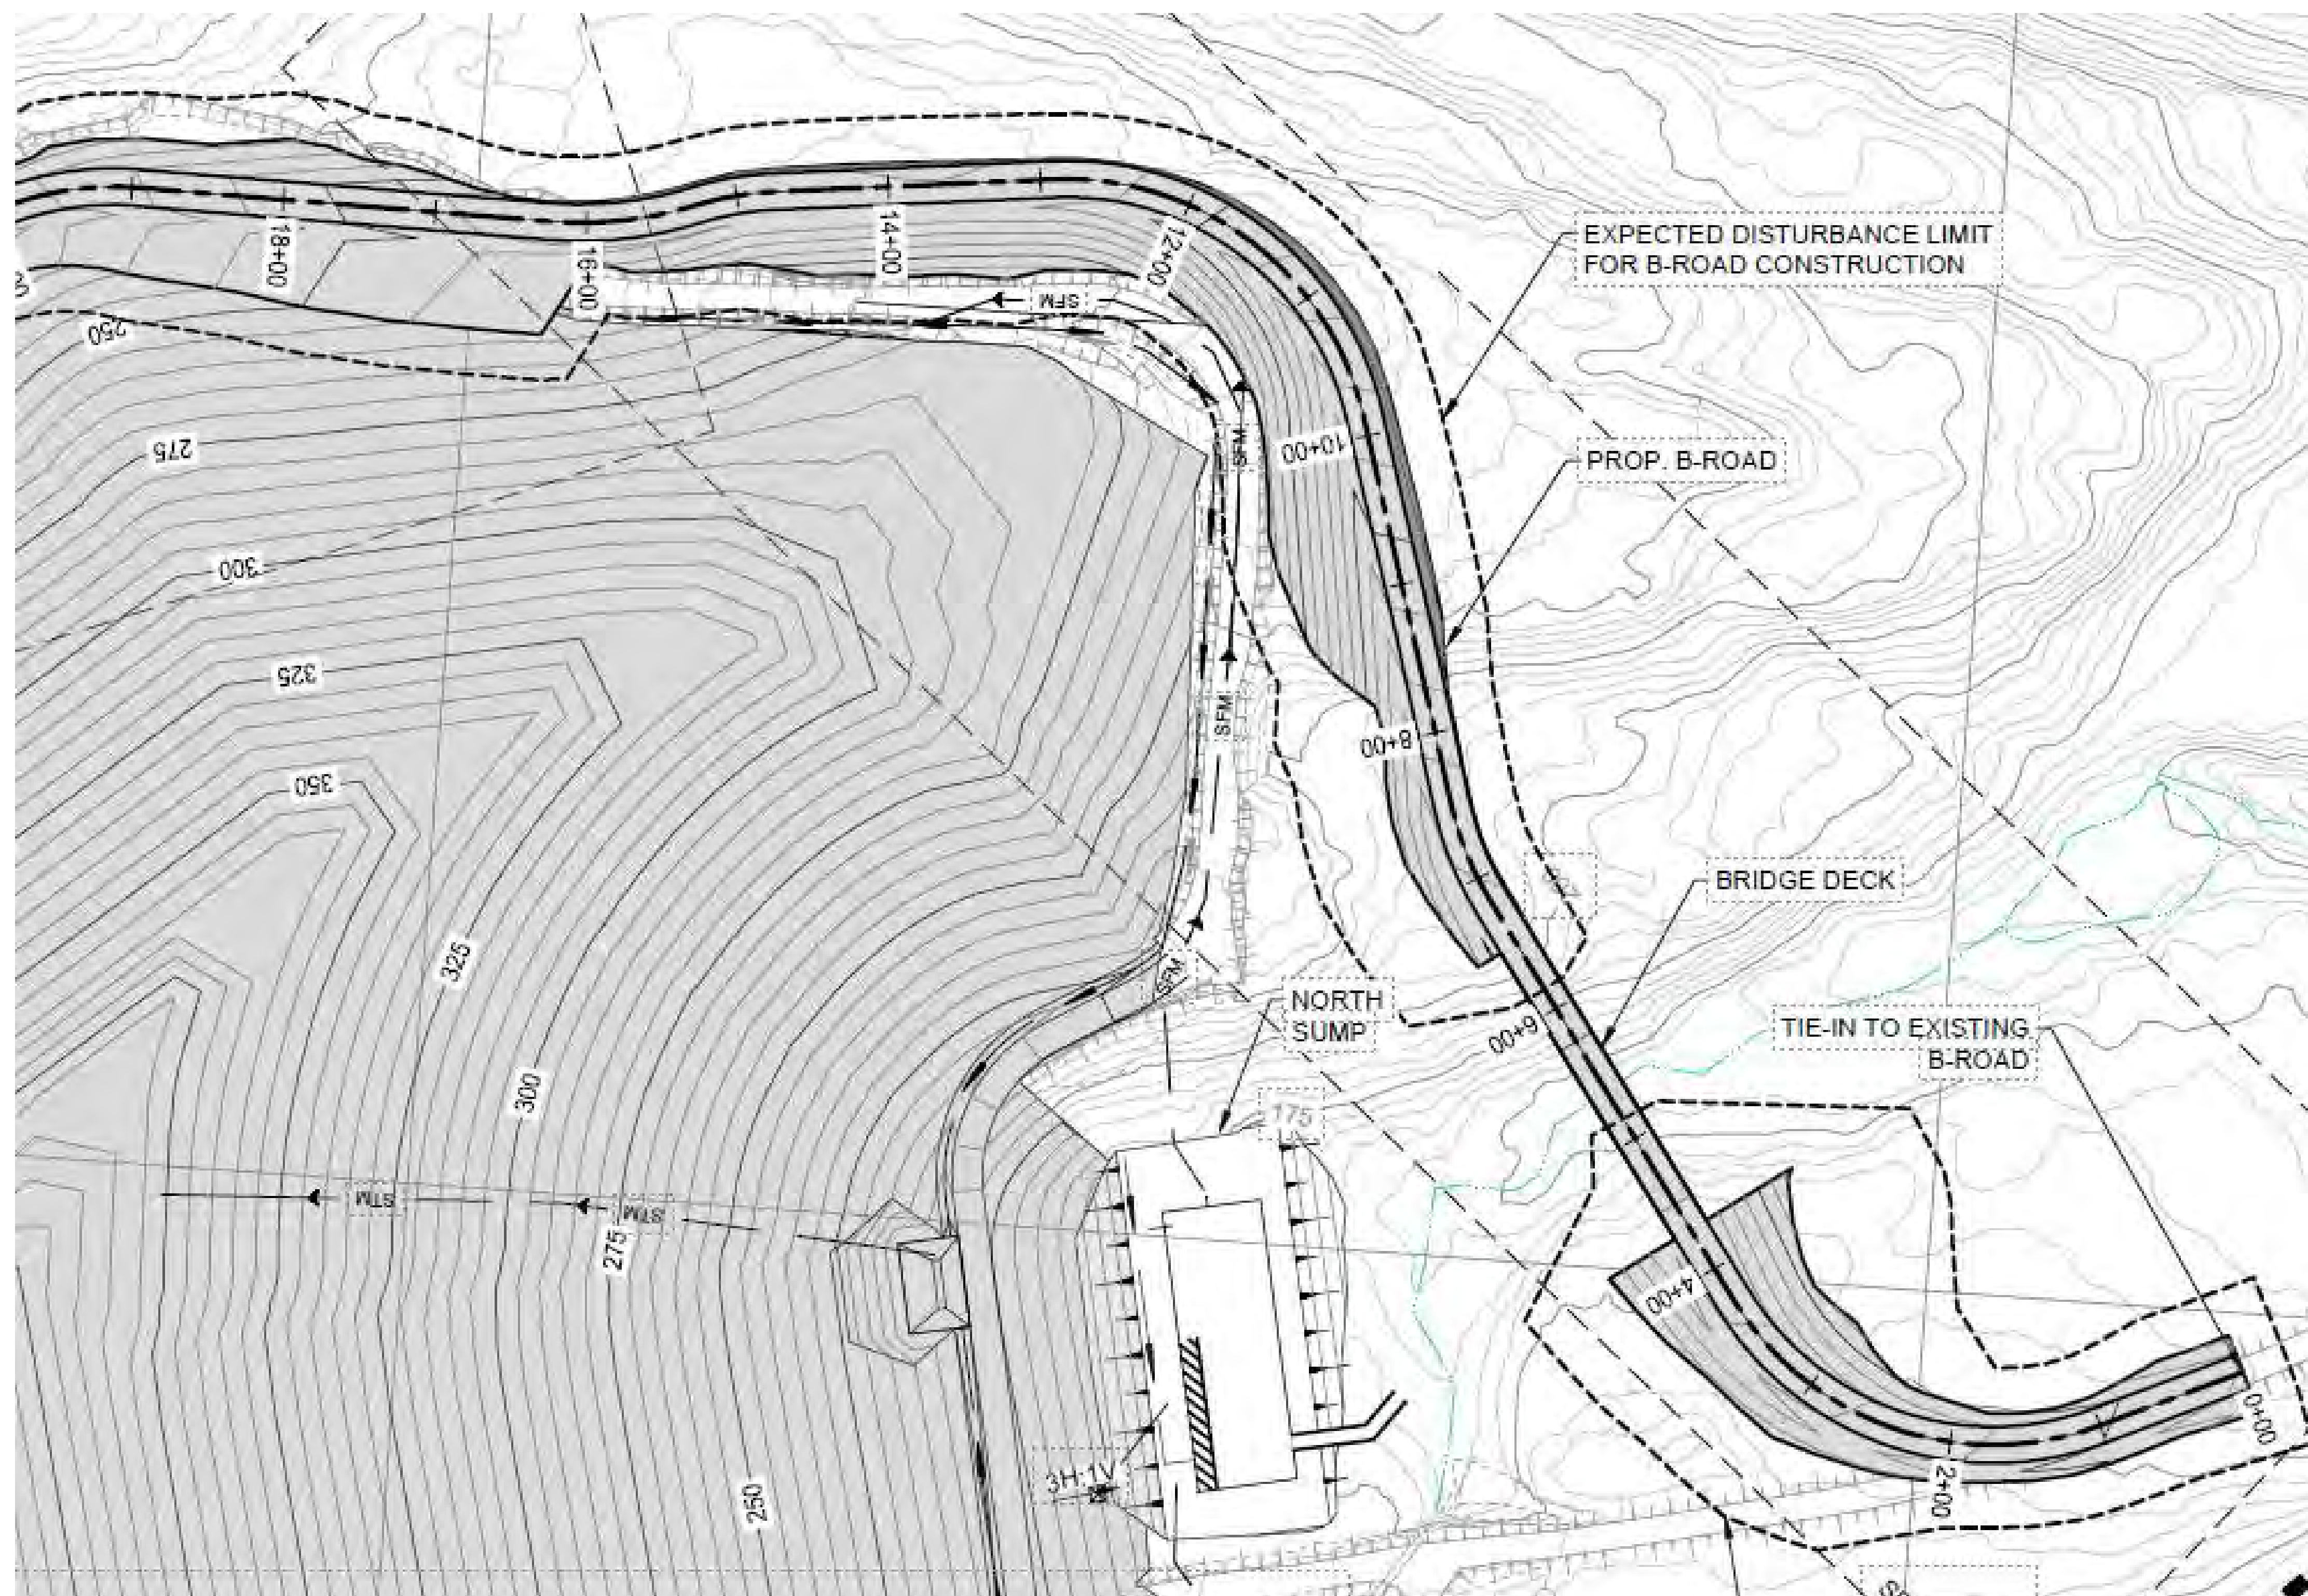 EXPECTED DISTURBANCE LIMIT
FOR B-ROAD CONSTRUCTION
18+00
16+00
14+00
12+00
SFM
250
275
SFM
10+00
PROP. B-ROAD
300
325
SFM
8+00
350
BRIDGE DECK
325
SFM
NORTH
SUMP
6+00
TIE-IN TO EXISTING
B-ROAD
300
175
STM
STM
275
4+00
0+00
3H:1V
250
2+00